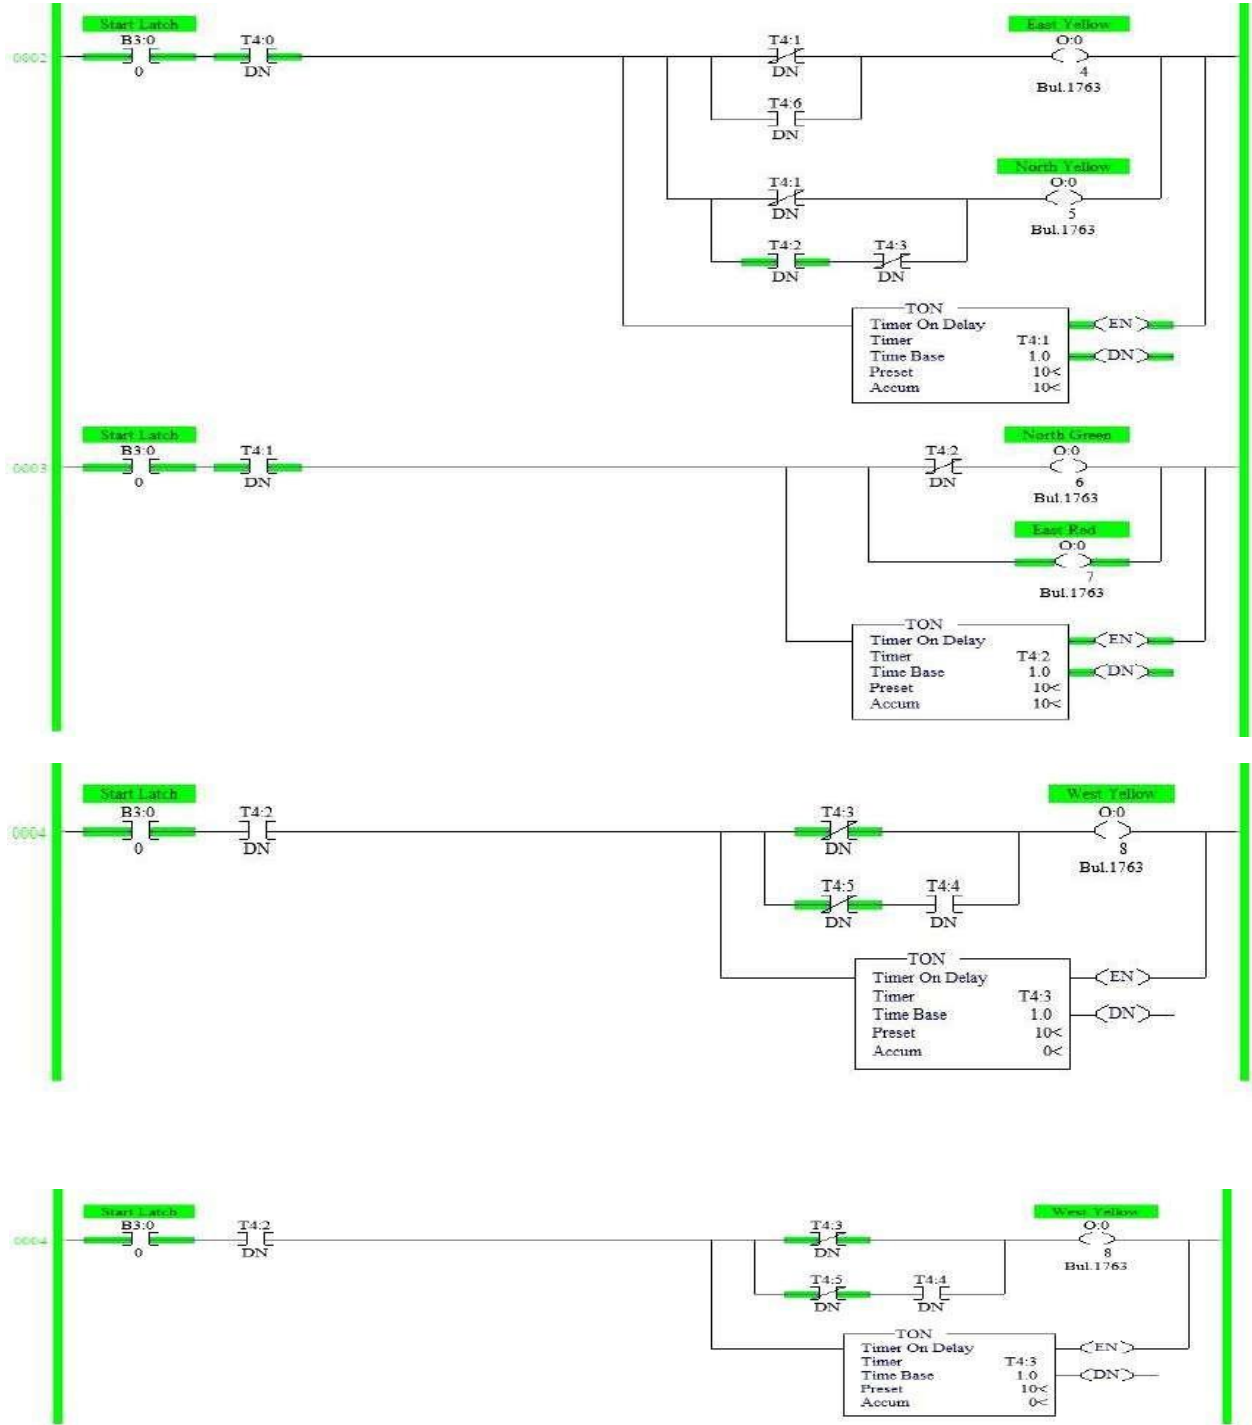 Start Latch East Yellow
B3:0 T4:0 T4:1 O:0
0002
0 DN DN 4
Bul.1763
T4:6
DN
North Yellow
T4:1 O:0
DN 5
Bul.1763
T4:2 T4:3
DN DN
TON
Timer On Delay EN
Timer T4:1
Time Base 1.0 DN
Preset 10<
Accum 10<
Start Latch North Green
B3:0 T4:1 T4:2 O:0
0003
0 DN DN 6
Bul.1763
East Red
O:0
7
Bul.1763
TON
Timer On Delay EN
Timer T4:2
Time Base 1.0 DN
Preset 10<
Accum 10<
Start Latch West Yellow
B3:0 T4:2 T4:3 O:0
0004
0 DN DN 8
Bul.1763
T4:5 T4:4
DN DN
TON
Timer On Delay EN
Timer T4:3
Time Base 1.0 DN
Preset 10<
Accum 0<
Start Latch West Yellow
B3:0 T4:2 T4:3 O:0
0004
0 DN DN 8
Bul.1763
T4:5 T4:4
DN DN
TON
Timer On Delay EN
Timer T4:3
Time Base 1.0 DN
Preset 10<
Accum 0<